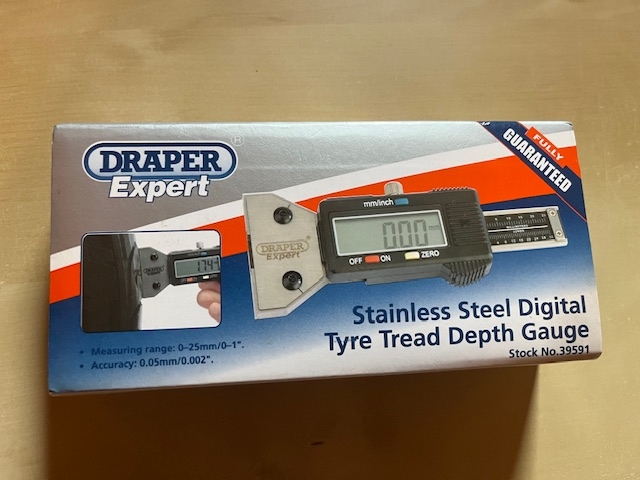 DRAPER
Expert
FULLY
GUARANTEED
mm/inch
0.00
OFF
ON
ZERO
DRAPER
Expert
DRAPER
Stainless Steel Digital
Tyre Tread Depth Gauge
Stock No.39591
• Measuring range: 0–25mm/0–1".
• Accuracy: 0.05mm/0.002".